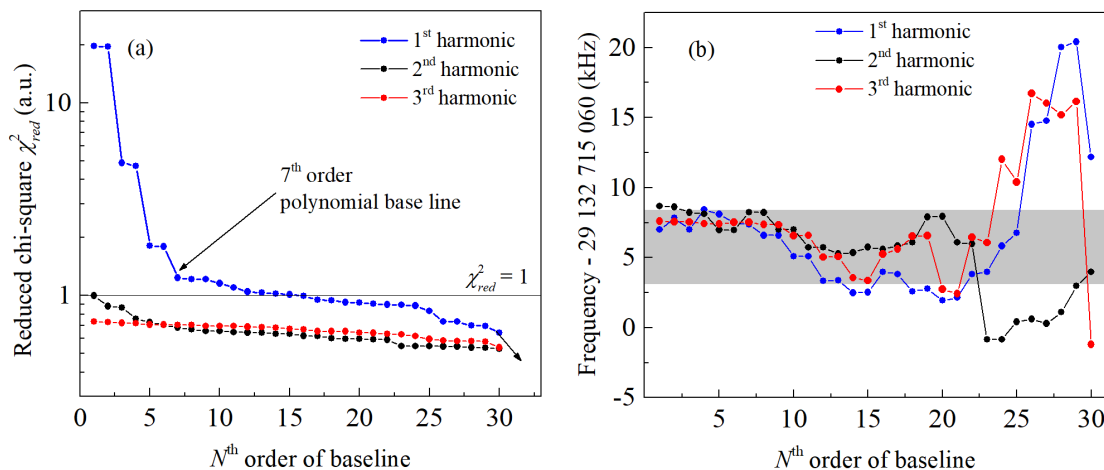 (a)
1st harmonic
2nd harmonic
3rd harmonic
7th order
polynomial base line
χ²red = 1
Reduced chi-square χ²red (a.u.)
10
1
0 5 10 15 20 25 30
Nth order of baseline
(b)
1st harmonic
2nd harmonic
3rd harmonic
Frequency - 29 132 715 060 (kHz)
20
15
10
5
0
-5
0 5 10 15 20 25 30
Nth order of baseline